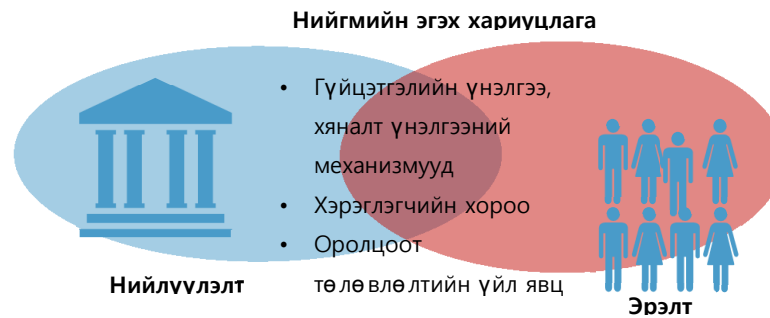 Нийгмийн эгэх хариуцлага
• Гүйцэтгэлийн үнэлгээ,
хяналт үнэлгээний
механизмууд
• Хэрэглэгчийн хороо
• Оролцоот
төлөвлөлтийн үйл явц
Нийлүүлэлт
Эрэлт